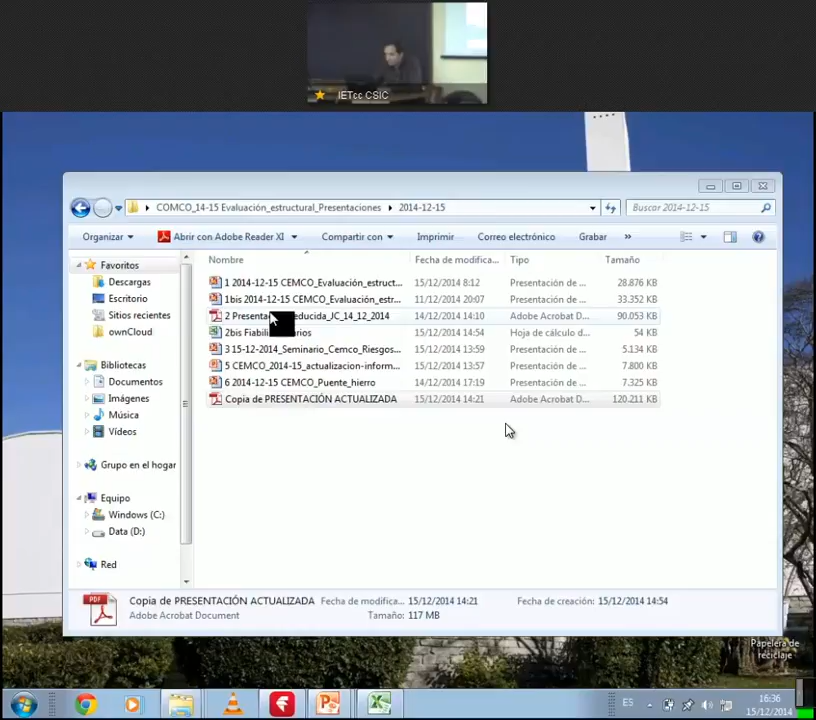 IETcc CSIC
COMCO_14-15 Evaluación_estructural_Presentaciones 2014-12-15
Buscar 2014-12-15
Organizar Abrir con Adobe Reader XI Compartir con Imprimir Correo electrónico Grabar »
Favoritos
Descargas
Escritorio
Sitios recientes
ownCloud
Bibliotecas
Documentos
Imágenes
Música
Vídeos
Grupo en el hogar
Equipo
Windows (C:)
Data (D:)
Red
Nombre Fecha de modifica... Tipo Tamaño
1 2014-12-15 CEMCO_Evaluación_estruct... 15/12/2014 8:12 Presentación de ... 28.876 KB
1bis 2014-12-15 CEMCO_Evaluación_estr... 11/12/2014 20:07 Presentación de ... 33.352 KB
2 Presenta educida_JC_14_12_2014 14/12/2014 14:10 Adobe Acrobat D... 90.053 KB
2bis Fiabili arios 15/12/2014 14:54 Hoja de cálculo d... 54 KB
3 15-12-2014_Seminario_Cemco_Riesgos... 15/12/2014 13:59 Presentación de ... 5.134 KB
5 CEMCO_2014-15_actualizacion-inform... 15/12/2014 13:57 Presentación de ... 7.800 KB
6 2014-12-15 CEMCO_Puente_hierro 14/12/2014 17:19 Presentación de ... 7.325 KB
Copia de PRESENTACIÓN ACTUALIZADA 15/12/2014 14:21 Adobe Acrobat D... 120.211 KB
PDF
Copia de PRESENTACIÓN ACTUALIZADA Fecha de modifica... 15/12/2014 14:21 Fecha de creación: 15/12/2014 14:54
Adobe Acrobat Document Tamaño: 117 MB
Papelera de
reciclaje
ES
16:36
15/12/2014